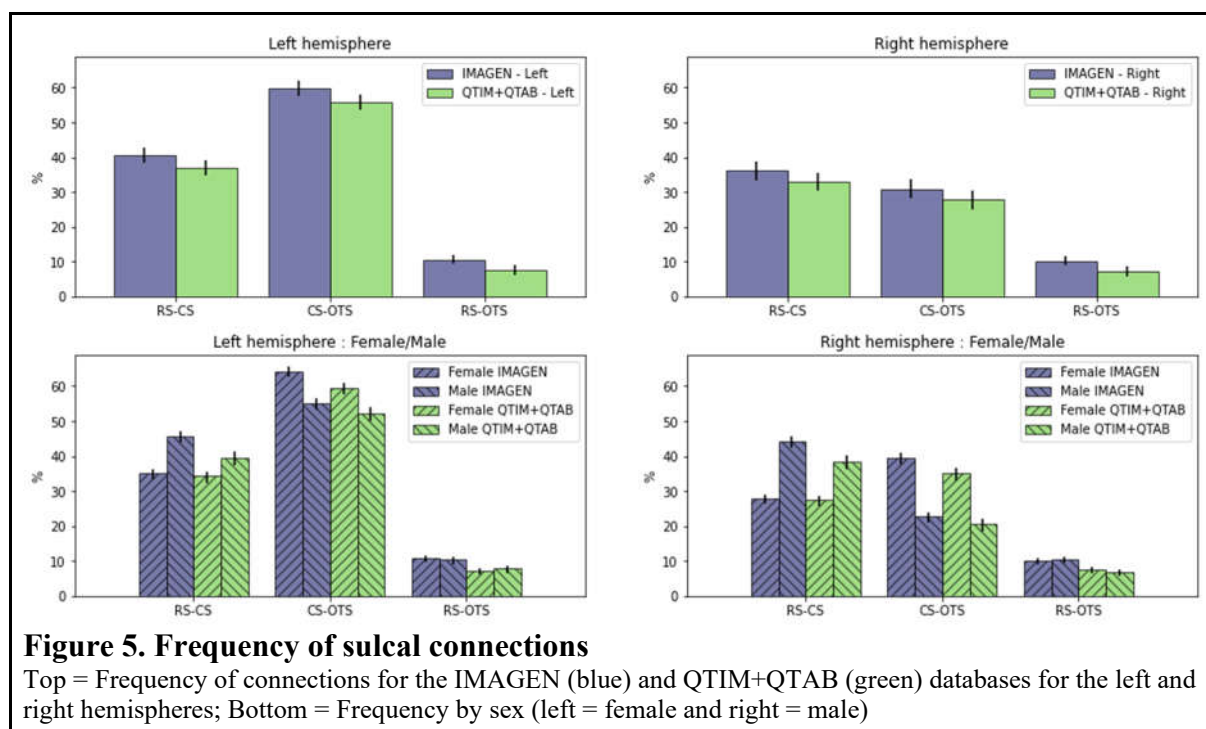 Left hemisphere
IMAGEN - Left
QTIM+QTAB - Left
%
60
50
40
30
20
10
0
RS-CS CS-OTS RS-OTS
Right hemisphere
IMAGEN - Right
QTIM+QTAB - Right
%
60
50
40
30
20
10
0
RS-CS CS-OTS RS-OTS
Left hemisphere : Female/Male
Female IMAGEN
Male IMAGEN
Female QTIM+QTAB
Male QTIM+QTAB
%
60
50
40
30
20
10
0
RS-CS CS-OTS RS-OTS
Right hemisphere : Female/Male
Female IMAGEN
Male IMAGEN
Female QTIM+QTAB
Male QTIM+QTAB
%
60
50
40
30
20
10
0
RS-CS CS-OTS RS-OTS
Figure 5. Frequency of sulcal connections
Top = Frequency of connections for the IMAGEN (blue) and QTIM+QTAB (green) databases for the left and
right hemispheres; Bottom = Frequency by sex (left = female and right = male)